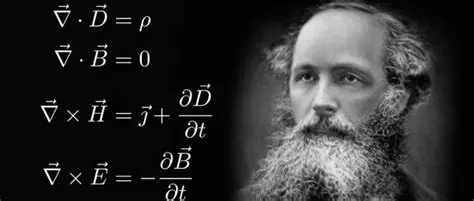 ∇⃗ · D⃗ = ρ
∇⃗ · B⃗ = 0
∇⃗ × H⃗ = ȷ⃗ + ∂D⃗/∂t
∇⃗ × E⃗ = −∂B⃗/∂t